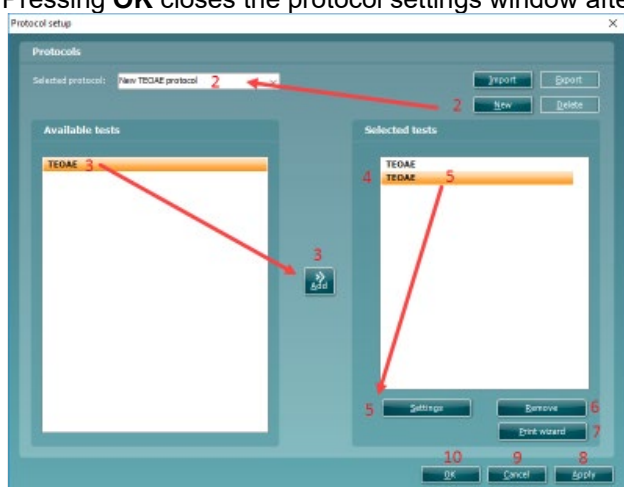 Pressing OK closes the protocol settings window afte
Protocol setup
Protocols
Selected protocol: New TEOAE protocol 2
Import Export
2 New Delete
Available tests
Selected tests
TEOAE 3
TEOAE
4 TEOAE 5
3
Add
5 Settings Remove 6
Print wizard 7
10 9 8
OK Cancel Apply